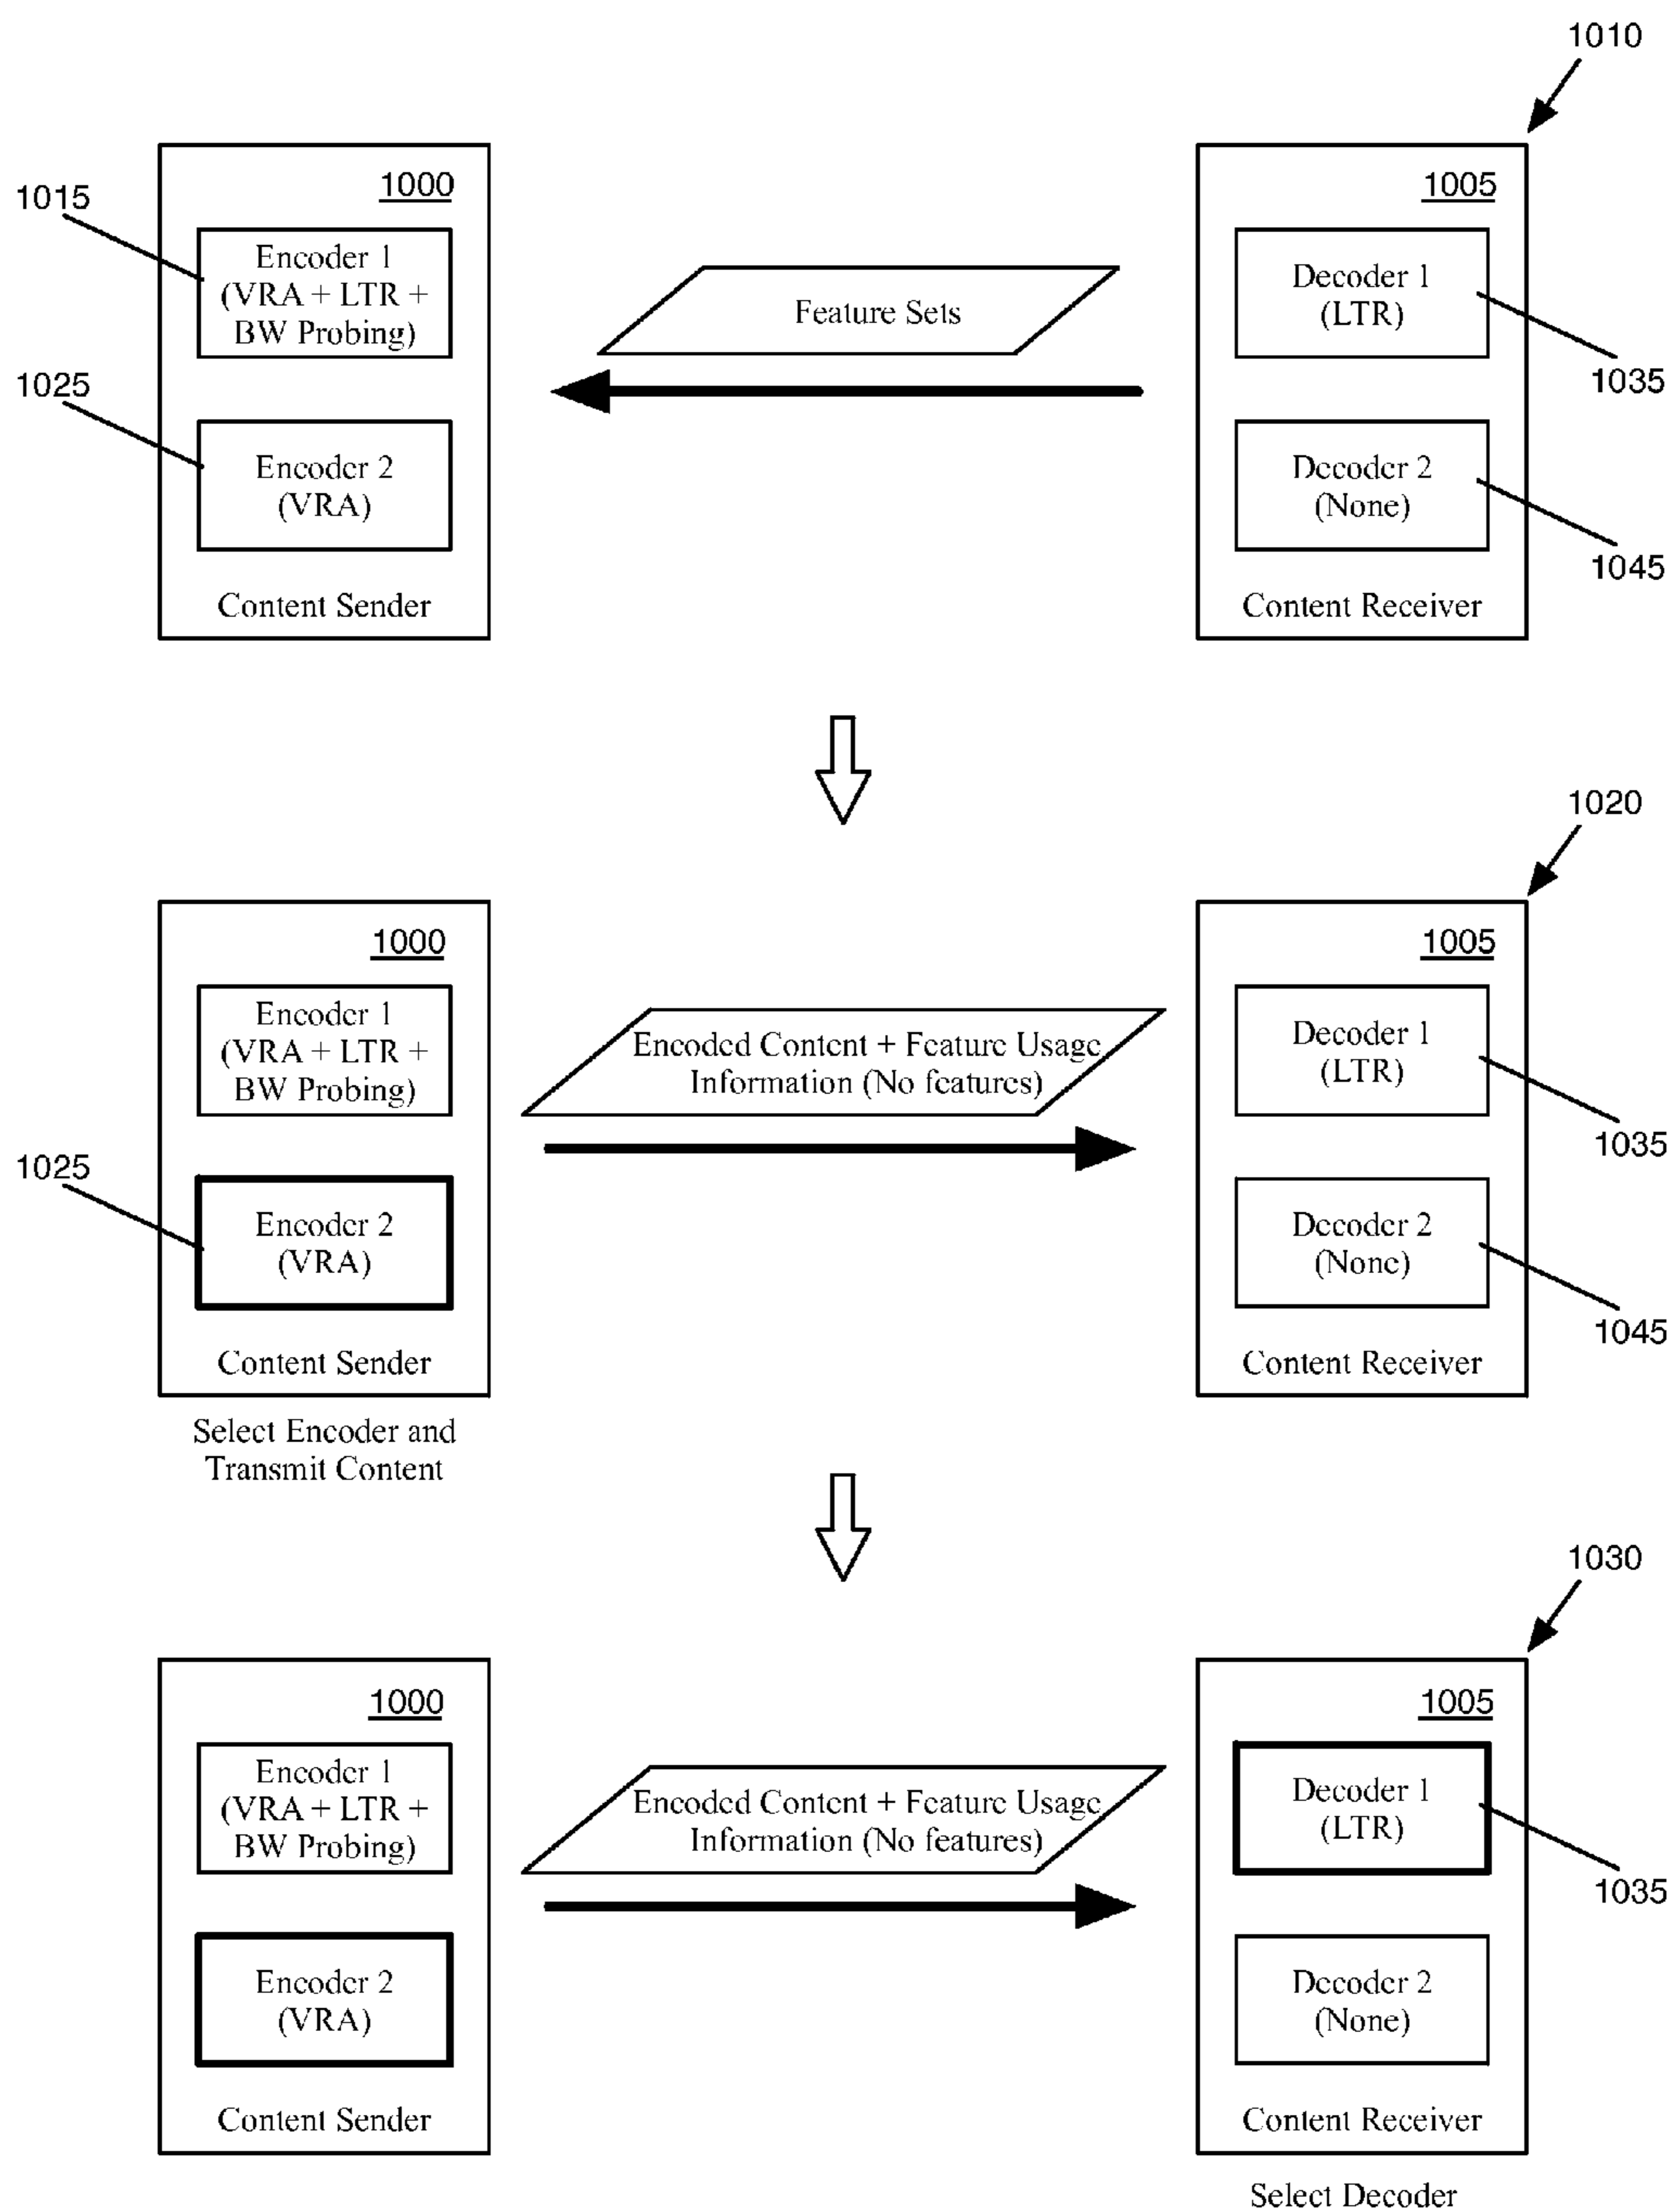 1010
1000
1005
1015
Encoder 1
(VRA + LTR +
BW Probing)
Feature Sets
Decoder 1
(LTR)
1035
1025
Encoder 2
(VRA)
Decoder 2
(None)
1045
Content Sender
Content Receiver
1020
1000
1005
Encoder 1
(VRA + LTR +
BW Probing)
Encoded Content + Feature Usage
Information (No features)
Decoder 1
(LTR)
1035
1025
Encoder 2
(VRA)
Decoder 2
(None)
1045
Content Sender
Content Receiver
Select Encoder and
Transmit Content
1030
1000
1005
Encoder 1
(VRA + LTR +
BW Probing)
Encoded Content + Feature Usage
Information (No features)
Decoder 1
(LTR)
1035
Encoder 2
(VRA)
Decoder 2
(None)
Content Sender
Content Receiver
Select Decoder